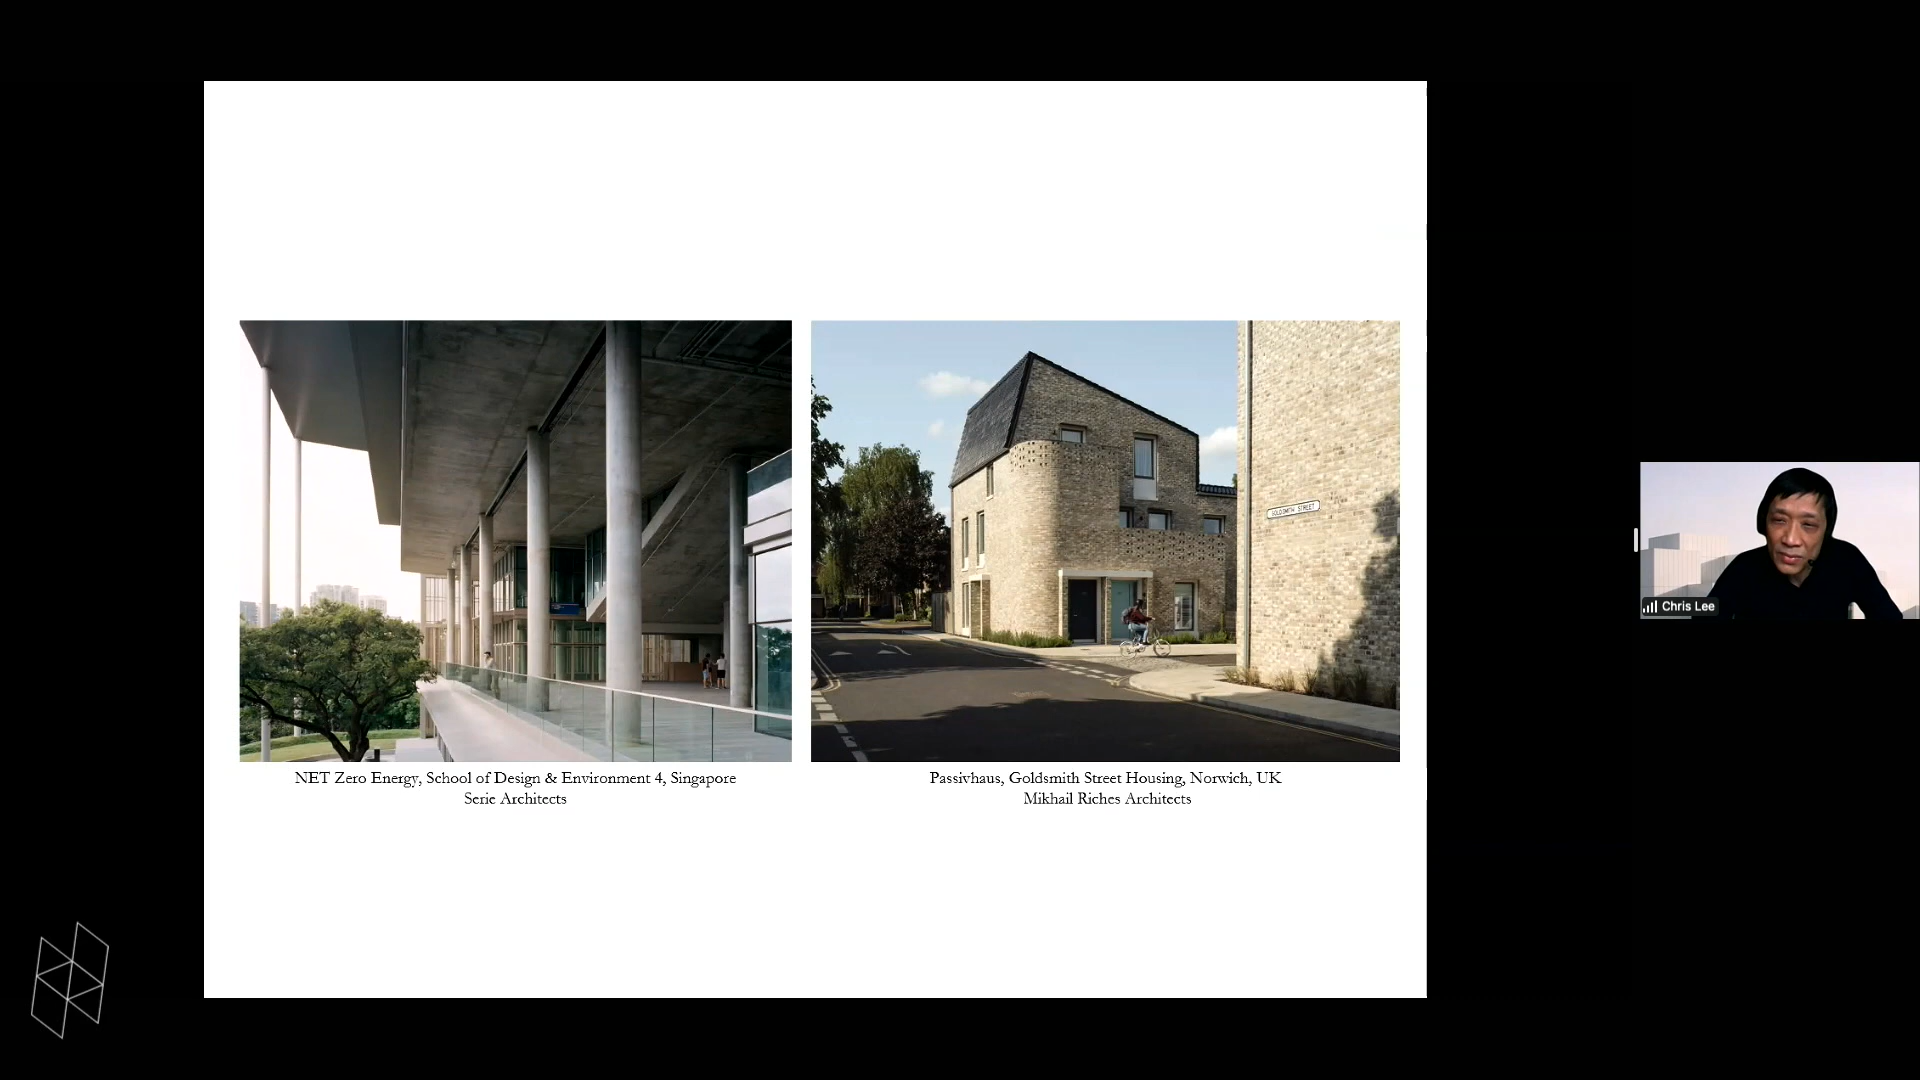 GOLDSMITH STREET
NET Zero Energy, School of Design & Environment 4, Singapore
Serie Architects
Passivhaus, Goldsmith Street Housing, Norwich, UK
Mikhail Riches Architects
Chris Lee